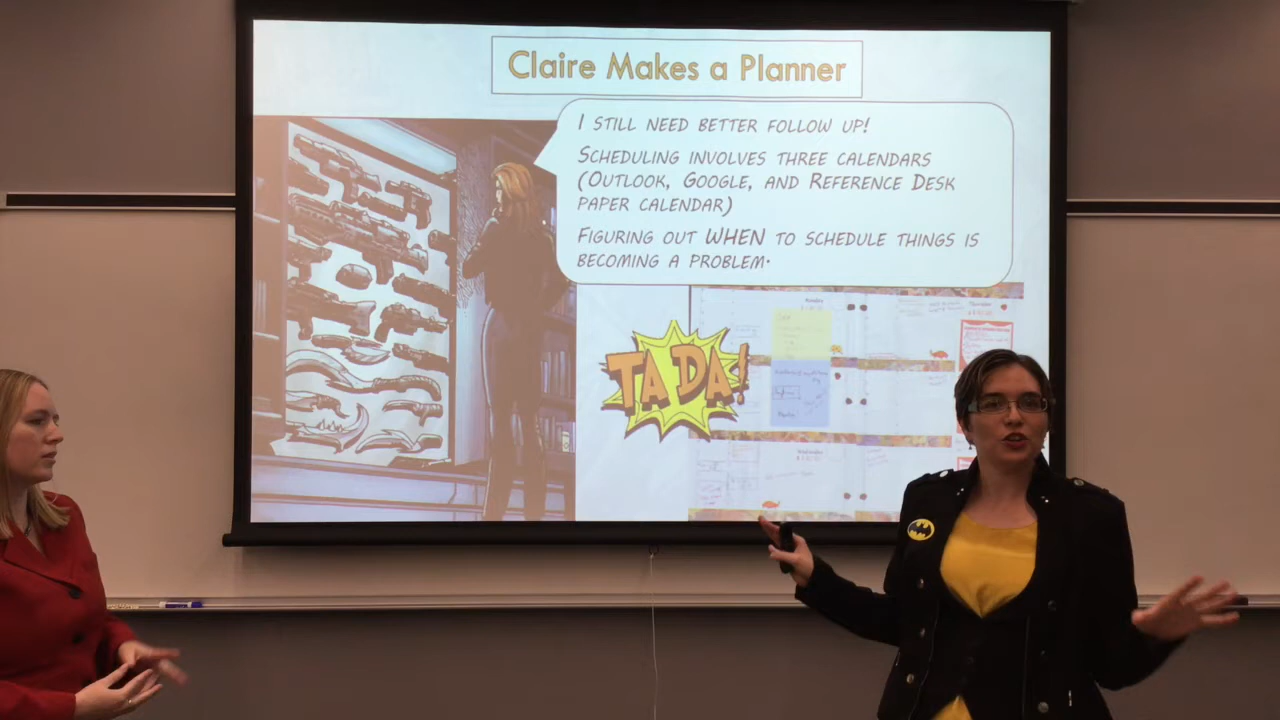 Claire Makes a Planner
I STILL NEED BETTER FOLLOW UP!
SCHEDULING INVOLVES THREE CALENDARS
(OUTLOOK, GOOGLE, AND REFERENCE DESK
PAPER CALENDAR)
FIGURING OUT WHEN TO SCHEDULE THINGS IS
BECOMING A PROBLEM.
TA DA!